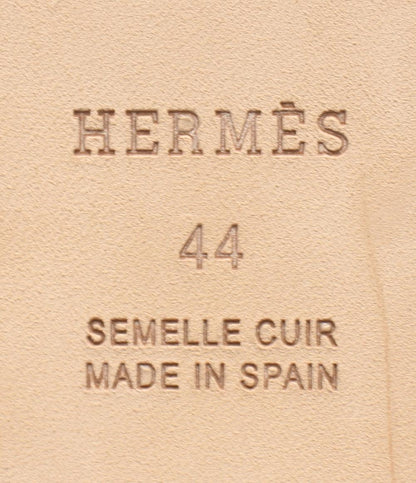 HERMÈS
44
SEMELLE CUIR
MADE IN SPAIN